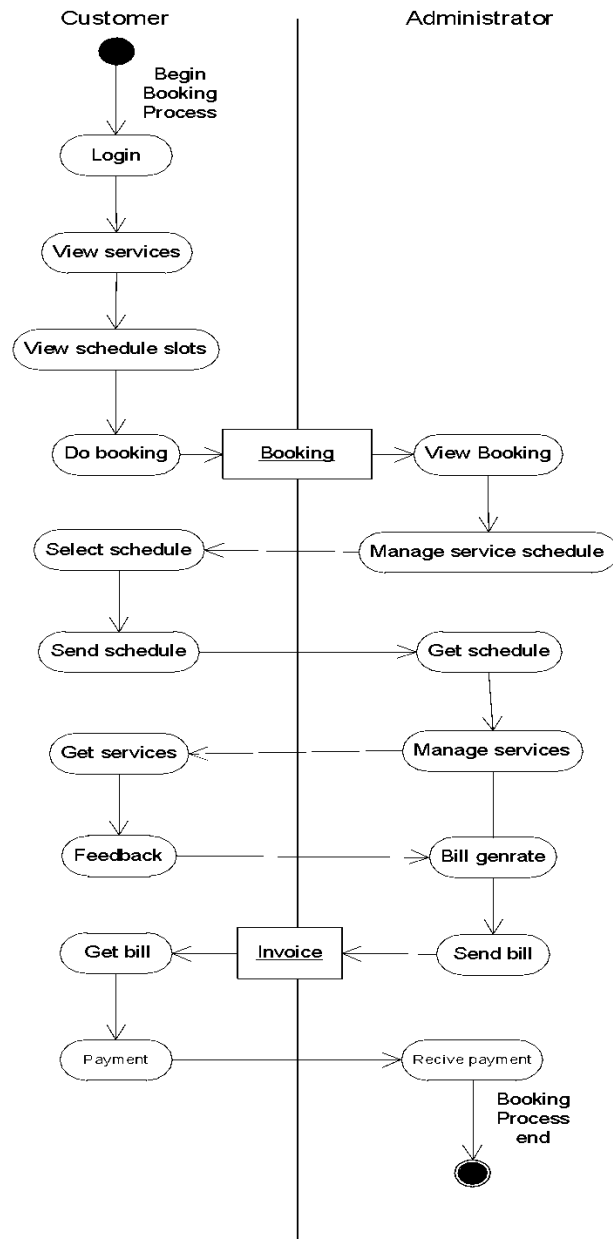 Customer
Administrator
Begin
Booking
Process
Login
View services
View schedule slots
Do booking
Booking
View Booking
Select schedule
Manage service schedule
Send schedule
Get schedule
Get services
Manage services
Feedback
Bill genrate
Get bill
Invoice
Send bill
Payment
Recive payment
Booking
Process
end